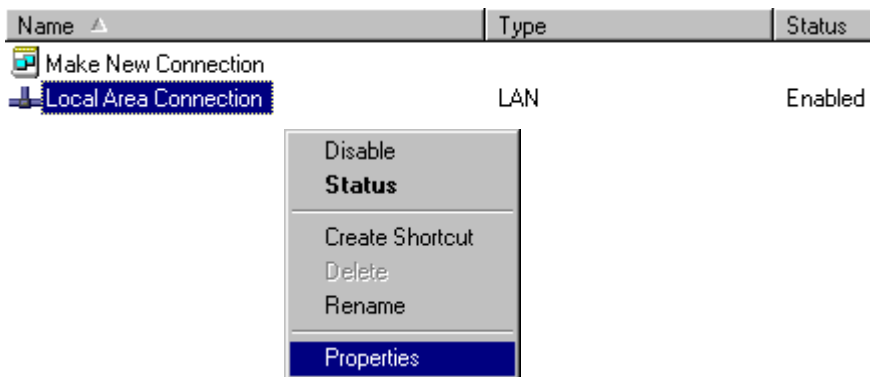 Name Type Status
Make New Connection
Local Area Connection LAN Enabled
Disable
Status
Create Shortcut
Delete
Rename
Properties